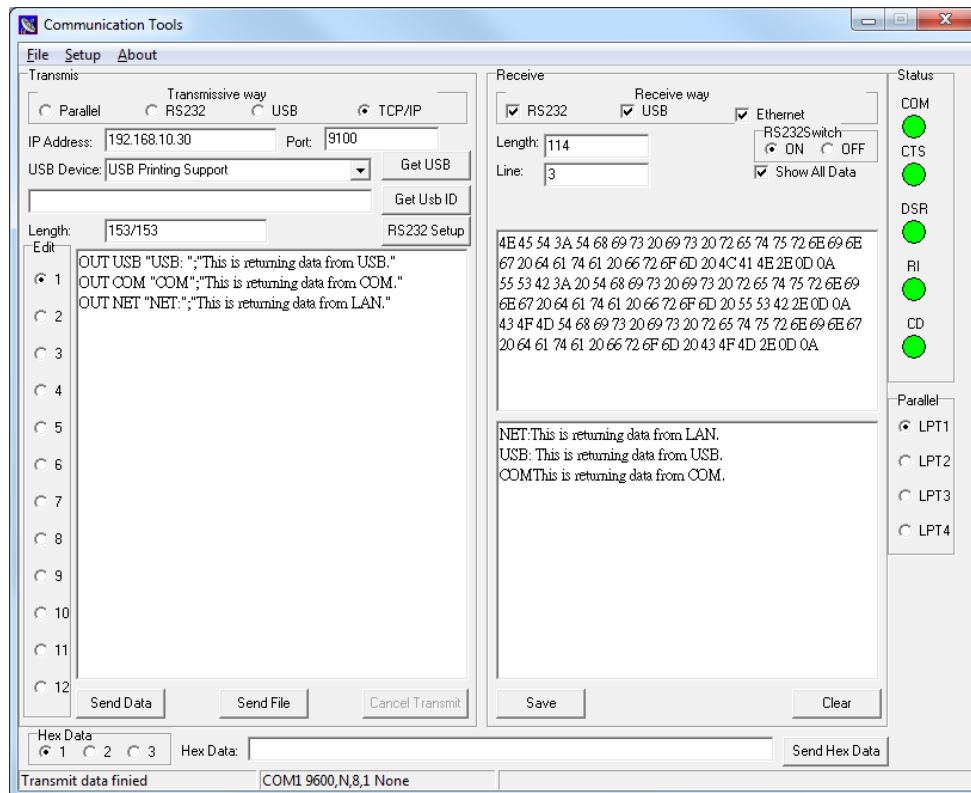 Communication Tools
File Setup About
Transmis
Transmissive way
Parallel RS232 USB TCP/IP
IP Address: 192.168.10.30 Port: 9100
USB Device: USB Printing Support Get USB
Get Usb ID
Length: 153/153 RS232 Setup
Edit
1
2
3
4
5
6
7
8
9
10
11
12
OUT USB "USB: ";"This is returning data from USB."
OUT COM "COM";"This is returning data from COM."
OUT NET "NET:";"This is returning data from LAN."
Send Data Send File Cancel Transmit
Receive
Receive way
RS232 USB Ethernet
Length: 114
RS232Switch
ON OFF
Line: 3
Show All Data
4E 45 54 3A 54 68 69 73 20 69 73 20 72 65 74 75 72 6E 69 6E
67 20 64 61 74 61 20 66 72 6F 6D 20 4C 41 4E 2E 0D 0A
55 53 42 3A 20 54 68 69 73 20 69 73 20 72 65 74 75 72 6E 69
6E 67 20 64 61 74 61 20 66 72 6F 6D 20 55 53 42 2E 0D 0A
43 4F 4D 54 68 69 73 20 69 73 20 72 65 74 75 72 6E 69 6E 67
20 64 61 74 61 20 66 72 6F 6D 20 43 4F 4D 2E 0D 0A
NET:This is returning data from LAN.
USB: This is returning data from USB.
COMThis is returning data from COM.
Save Clear
Status
COM
CTS
DSR
RI
CD
Parallel
LPT1
LPT2
LPT3
LPT4
Hex Data
1 2 3
Hex Data:
Send Hex Data
Transmit data finied
COM1 9600,N,8,1 None